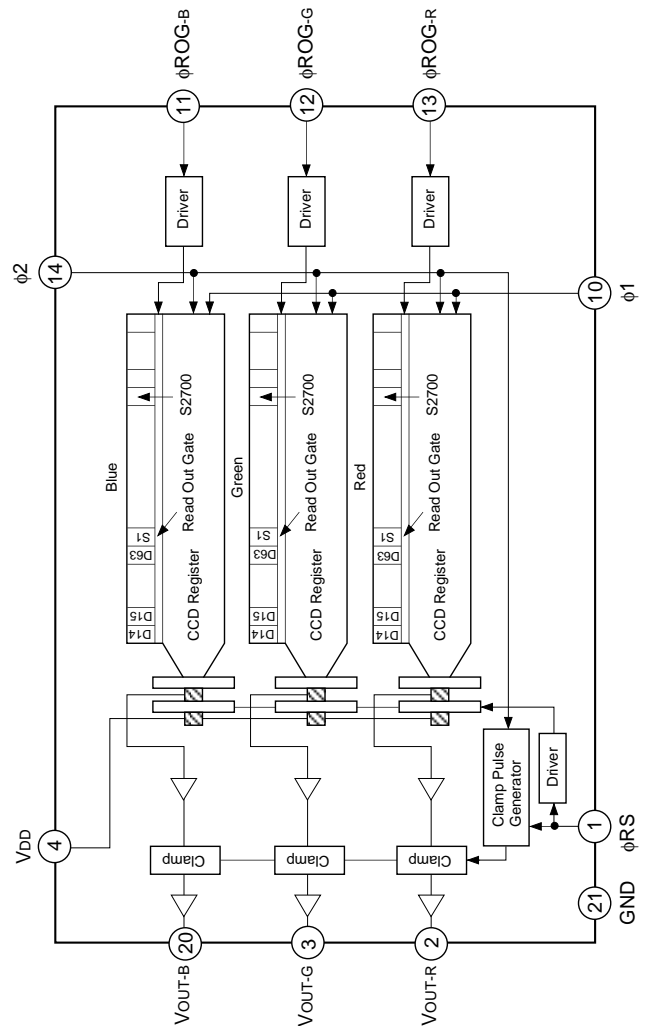 φROG-B
φROG-G
φROG-R
11
12
13
Driver
Driver
Driver
φ2
14
10
φ1
Blue
D14
D15
D63
S1
S2700
Read Out Gate
CCD Register
Green
D14
D15
D63
S1
S2700
Read Out Gate
CCD Register
Red
D14
D15
D63
S1
S2700
Read Out Gate
CCD Register
VDD
4
Clamp Pulse
Generator
Driver
1
φRS
Clamp
Clamp
Clamp
21
GND
20
3
2
VOUT-B
VOUT-G
VOUT-R